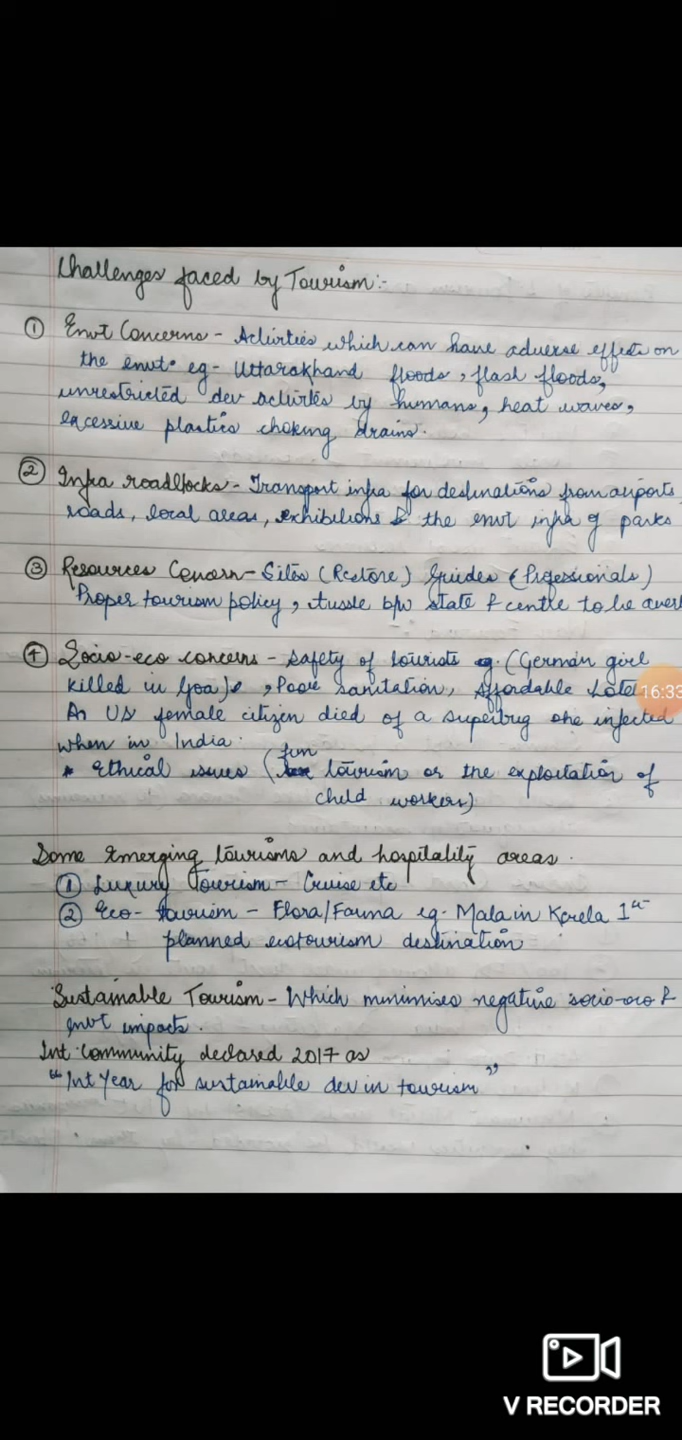 Challenges faced by Tourism:-
① Envt Concerns - Activities which can have adverse effects on
the envt. eg- Uttarakhand floods, flash floods,
unrestricted dev activities by humans, heat waves,
excessive plastics choking drains.
② Infra roadblocks - Transport infra for destinations from airports,
roads, local areas, exhibitions & the envt infra of parks
③ Resources Concern - Sites (Restore) Guides (Professionals)
Proper tourism policy, tussle b/w state & centre to be avert
④ Socio-eco concerns - Safety of tourists eg. (German girl
killed in Goa), Poor sanitation, Affordable hotel
An US female citizen died of a superbug she infected
when in India.
* Ethical issues ( tourism or the exploitation of
child workers)
Some Emerging tourisms and hospitality areas.
① Luxury Tourism - Cruise etc
② Eco-tourism - Flora/Fauna eg. Mala in Kerela 1st
planned ecotourism destination
Sustainable Tourism - Which minimises negative socio-eco &
envt impacts.
Int. Community declared 2017 as
"Int Year for sustainable dev in tourism"
16:33
V RECORDER